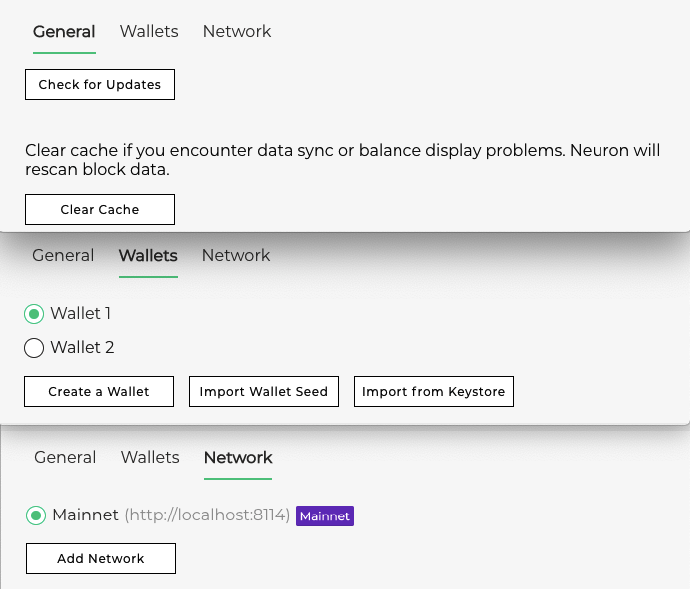 General Wallets Network
Check for Updates
Clear cache if you encounter data sync or balance display problems. Neuron will
rescan block data.
Clear Cache
General Wallets Network
Wallet 1
Wallet 2
Create a Wallet Import Wallet Seed Import from Keystore
General Wallets Network
Mainnet (http://localhost:8114) Mainnet
Add Network